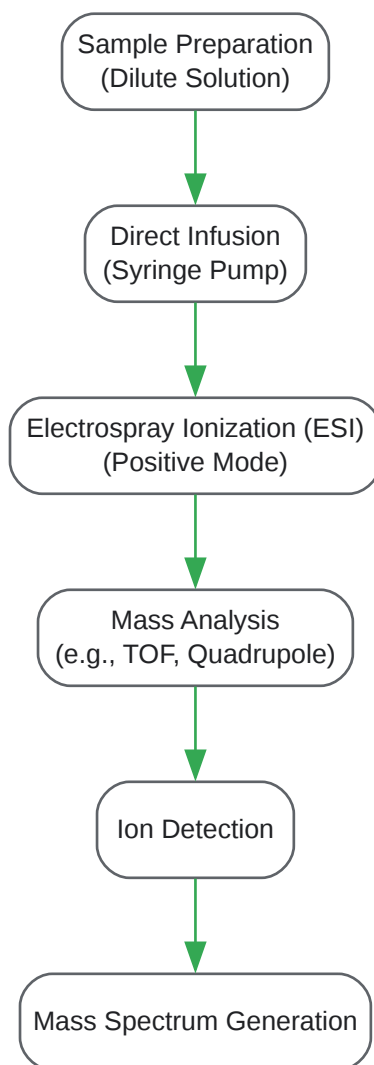 Sample Preparation
(Dilute Solution)
Direct Infusion
(Syringe Pump)
Electrospray Ionization (ESI)
(Positive Mode)
Mass Analysis
(e.g., TOF, Quadrupole)
Ion Detection
Mass Spectrum Generation